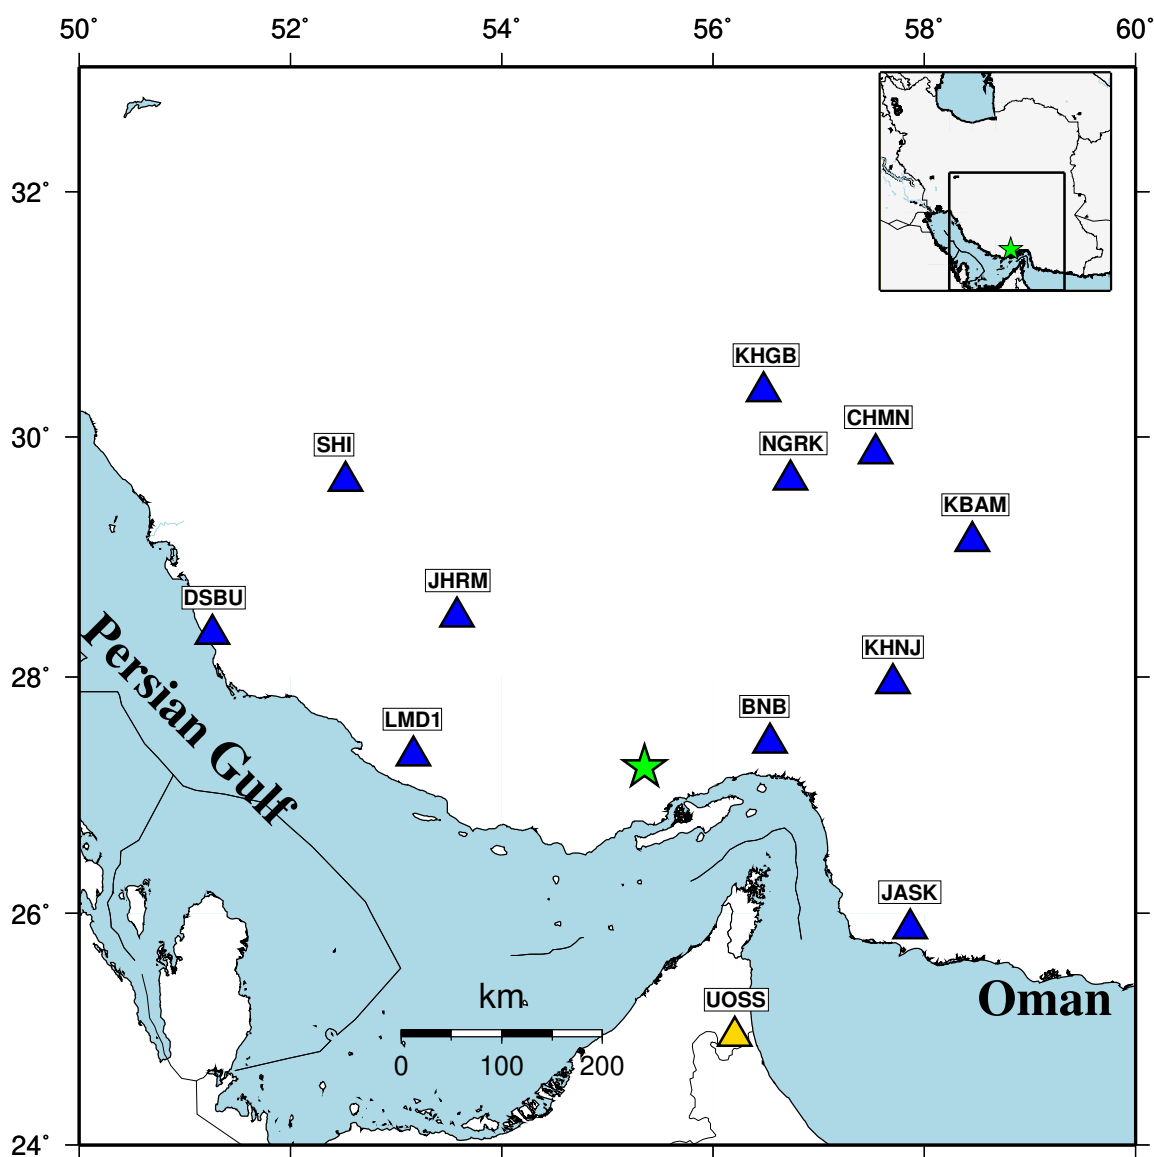 50˚ 52˚ 54˚ 56˚ 58˚ 60˚
32˚
KHGB
CHMN
30˚
SHI
NGRK
KBAM
JHRM
DSBU
28˚
KHNJ
Persian Gulf
LMD1
BNB
26˚
JASK
km
UOSS
Oman
0 100 200
24˚